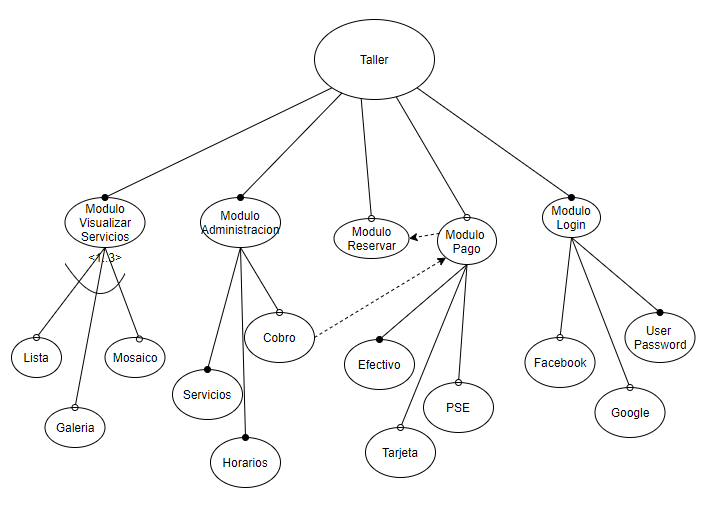 Taller
Modulo
Visualizar
Servicios
Modulo
Administracion
Modulo
Reservar
Modulo
Pago
Modulo
Login
<1..3>
Lista
Mosaico
Galeria
Cobro
Servicios
Horarios
Efectivo
PSE
Tarjeta
Facebook
User
Password
Google